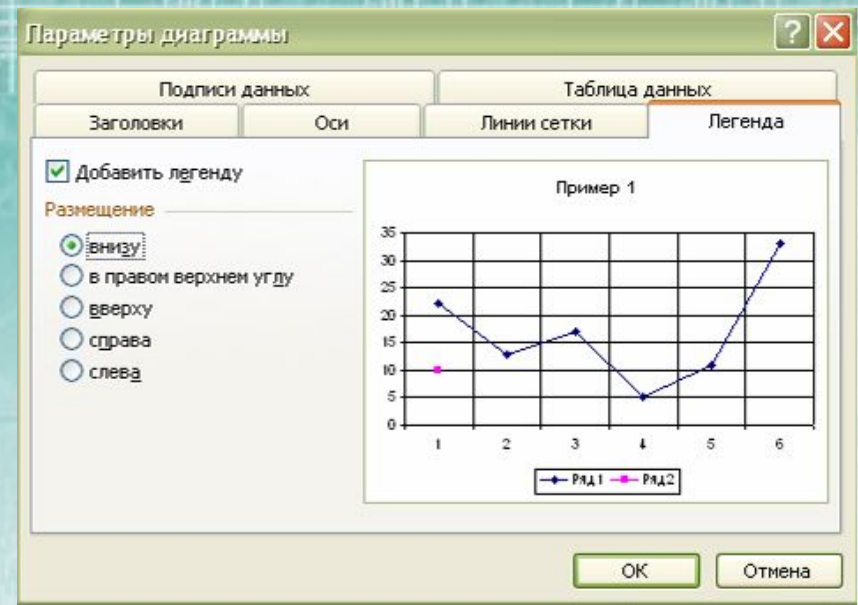 Параметры диаграммы
Подписи данных
Таблица данных
Заголовки
Оси
Линии сетки
Легенда
Добавить легенду
Размещение
внизу
в правом верхнем углу
вверху
справа
слева
Пример 1
35
30
25
20
15
10
5
0
1 2 3 4 5 6
Ряд1 Ряд2
ОК
Отмена